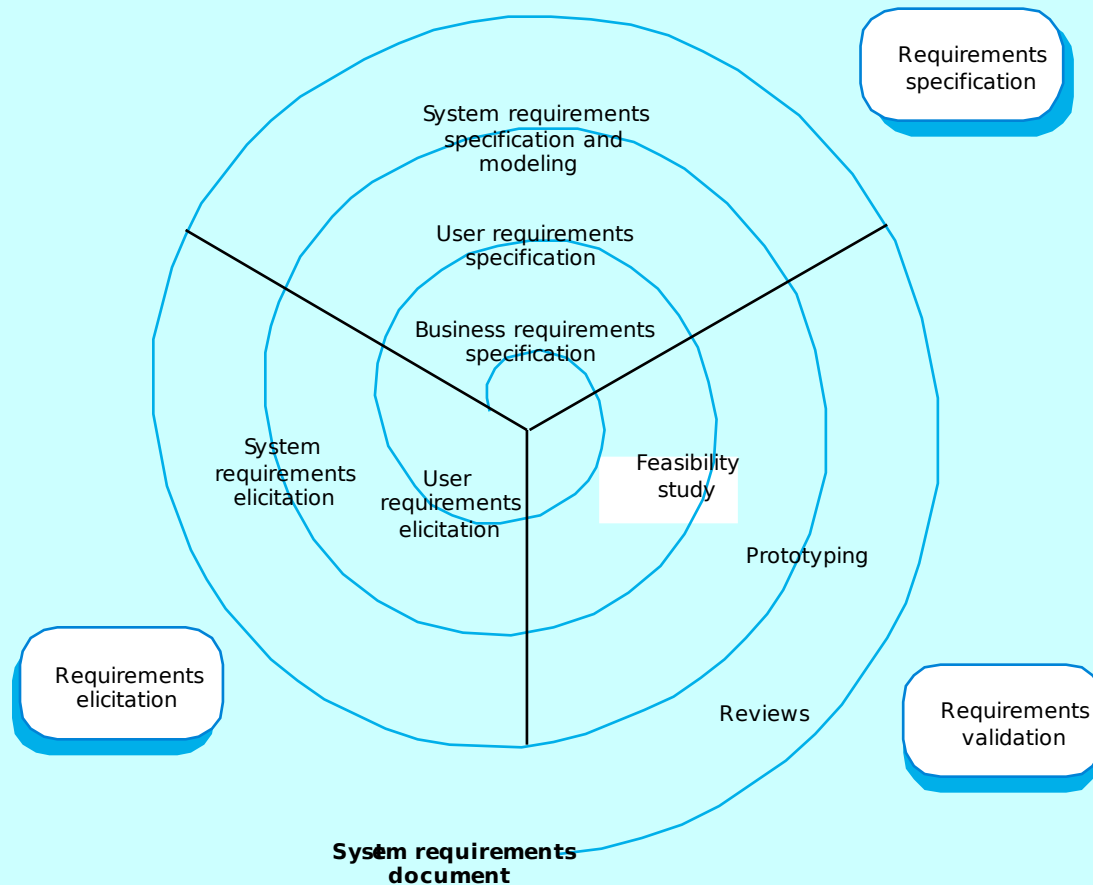 Requirements
specification
System requirements
specification and
modeling
User requirements
specification
Business requirements
specification
System
requirements
elicitation
User
requirements
elicitation
Feasibility
study
Prototyping
Requirements
elicitation
Reviews
Requirements
validation
System requirements
document